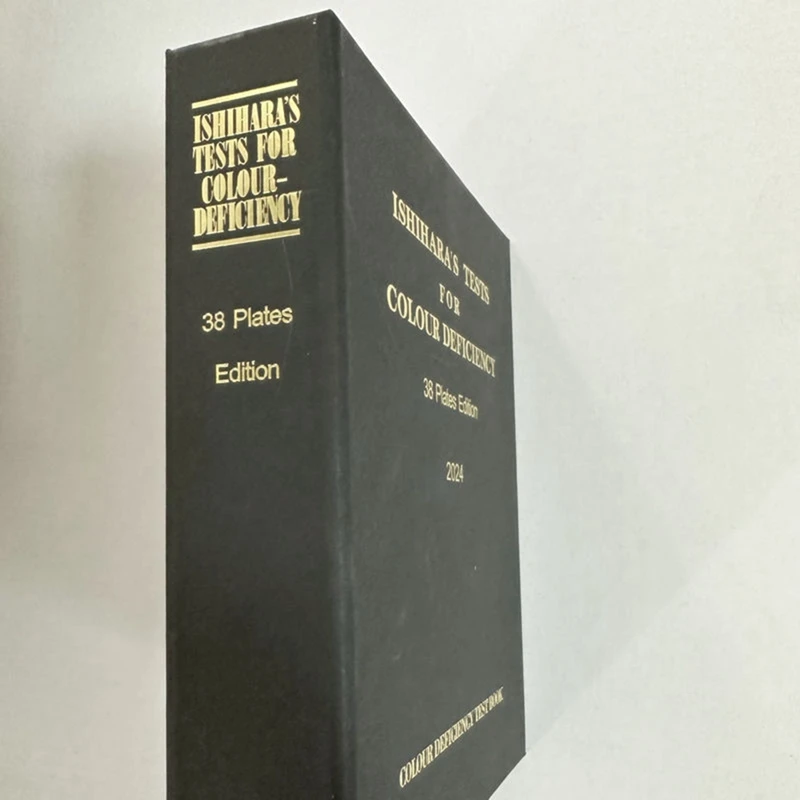 ISHIHARA'S
TESTS FOR
COLOUR-
DEFICIENCY
38 Plates
Edition
ISHIHARA'S TESTS
FOR
COLOUR DEFICIENCY
38 Plates Edition
2024
COLOUR DEFICIENCY TEST BOOK